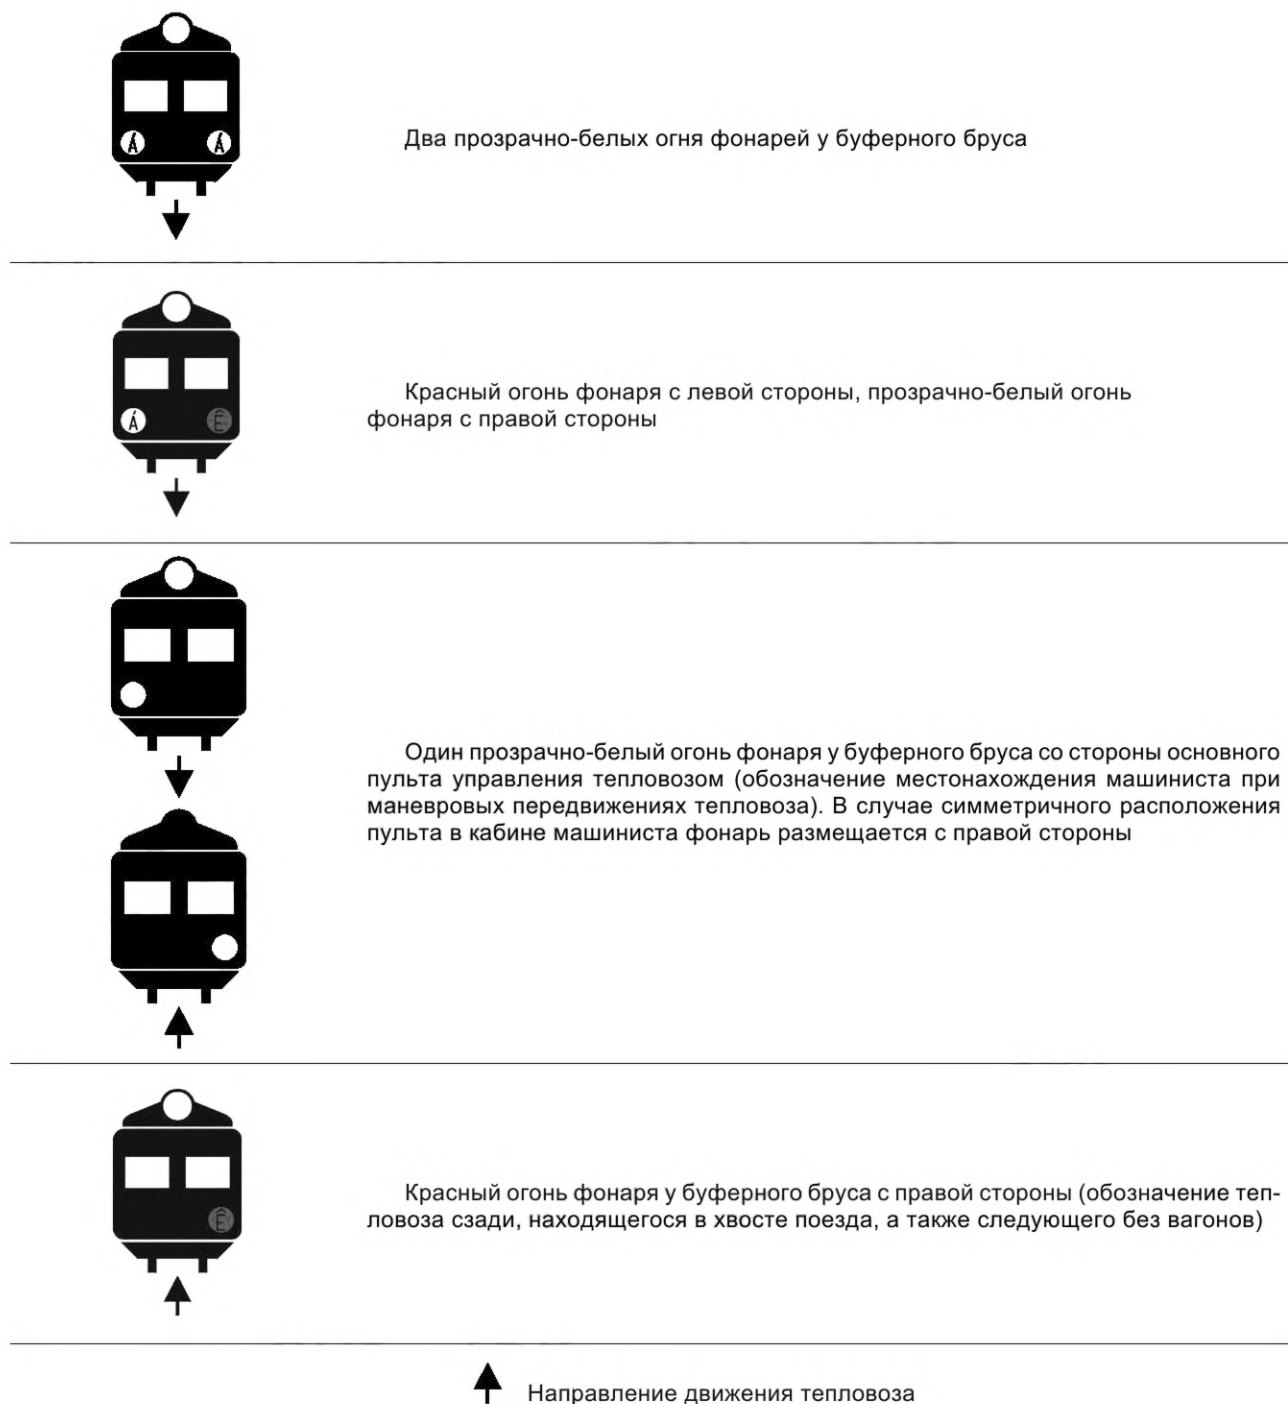 Á Á
Два прозрачно-белых огня фонарей у буферного бруса
Красный огонь фонаря с левой стороны, прозрачно-белый огонь
фонаря с правой стороны
Á Ê
Один прозрачно-белый огонь фонаря у буферного бруса со стороны основного
пульта управления тепловозом (обозначение местонахождения машиниста при
маневровых передвижениях тепловоза). В случае симметричного расположения
пульта в кабине машиниста фонарь размещается с правой стороны
Красный огонь фонаря у буферного бруса с правой стороны (обозначение теп-
ловоза сзади, находящегося в хвосте поезда, а также следующего без вагонов)
Ê
Направление движения тепловоза